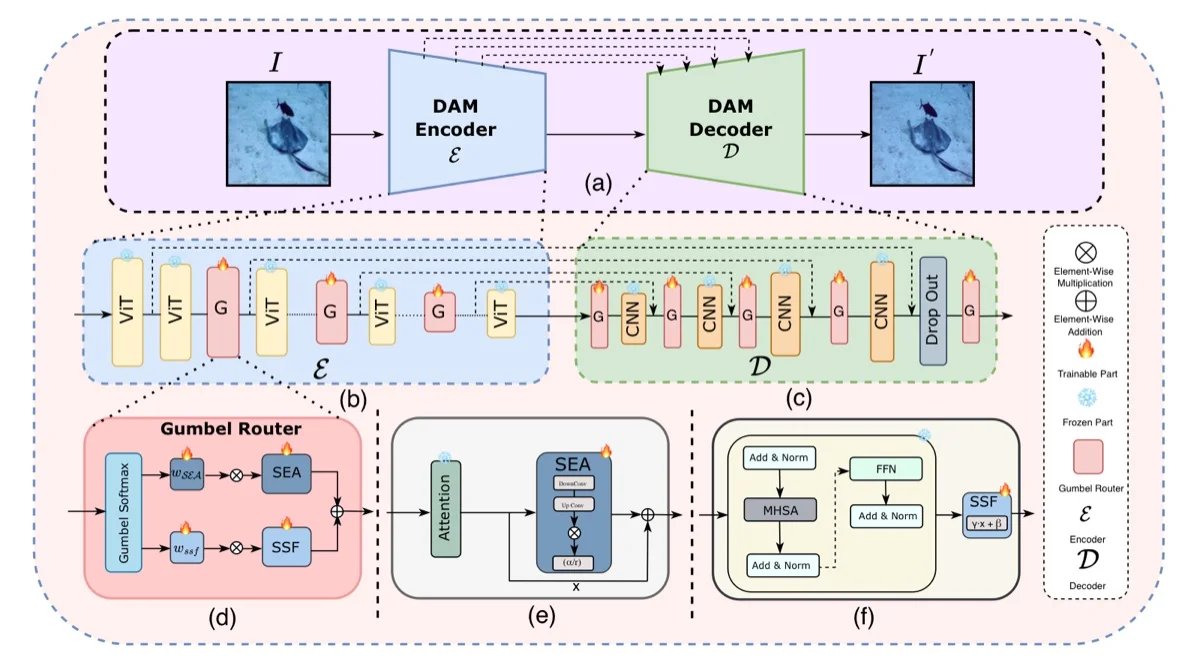 I
I′
DAM
Encoder
ℰ
DAM
Decoder
𝒟
(a)
ViT
ViT
G
ViT
G
ViT
G
ViT
ℰ
(b)
G
CNN
G
CNN
G
CNN
G
CNN
Drop Out
G
𝒟
(c)
Gumbel Router
Gumbel Softmax
w_SEA
SEA
w_ssf
SSF
(d)
Attention
SEA
DownConv
Up Conv
(α/r)
x
(e)
Add & Norm
MHSA
Add & Norm
FFN
Add & Norm
SSF
γ·x + β
(f)
Element-Wise
Multiplication
Element-Wise
Addition
Trainable Part
Frozen Part
Gumbel Router
ℰ
Encoder
𝒟
Decoder